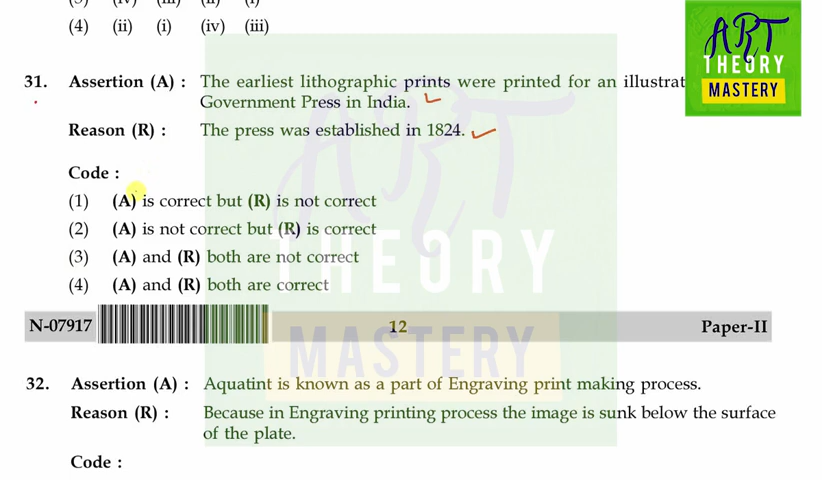 (4) (ii) (i) (iv) (iii)
ART
THEORY
MASTERY
31. Assertion (A) : The earliest lithographic prints were printed for an illustrat
Government Press in India.
Reason (R) : The press was established in 1824.
Code :
(1) (A) is correct but (R) is not correct
(2) (A) is not correct but (R) is correct
(3) (A) and (R) both are not correct
(4) (A) and (R) both are correct
THEORY
N-07917 12 Paper-II
MASTERY
32. Assertion (A) : Aquatint is known as a part of Engraving print making process.
Reason (R) : Because in Engraving printing process the image is sunk below the surface
of the plate.
Code :